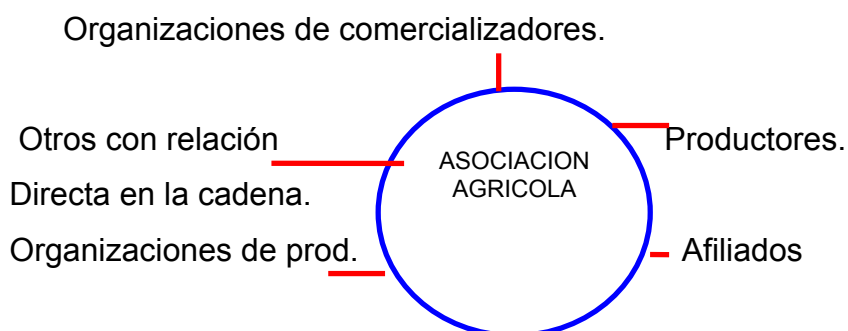 Organizaciones de comercializadores.
Otros con relación
Productores.
ASOCIACION
AGRICOLA
Directa en la cadena.
Organizaciones de prod.
Afiliados